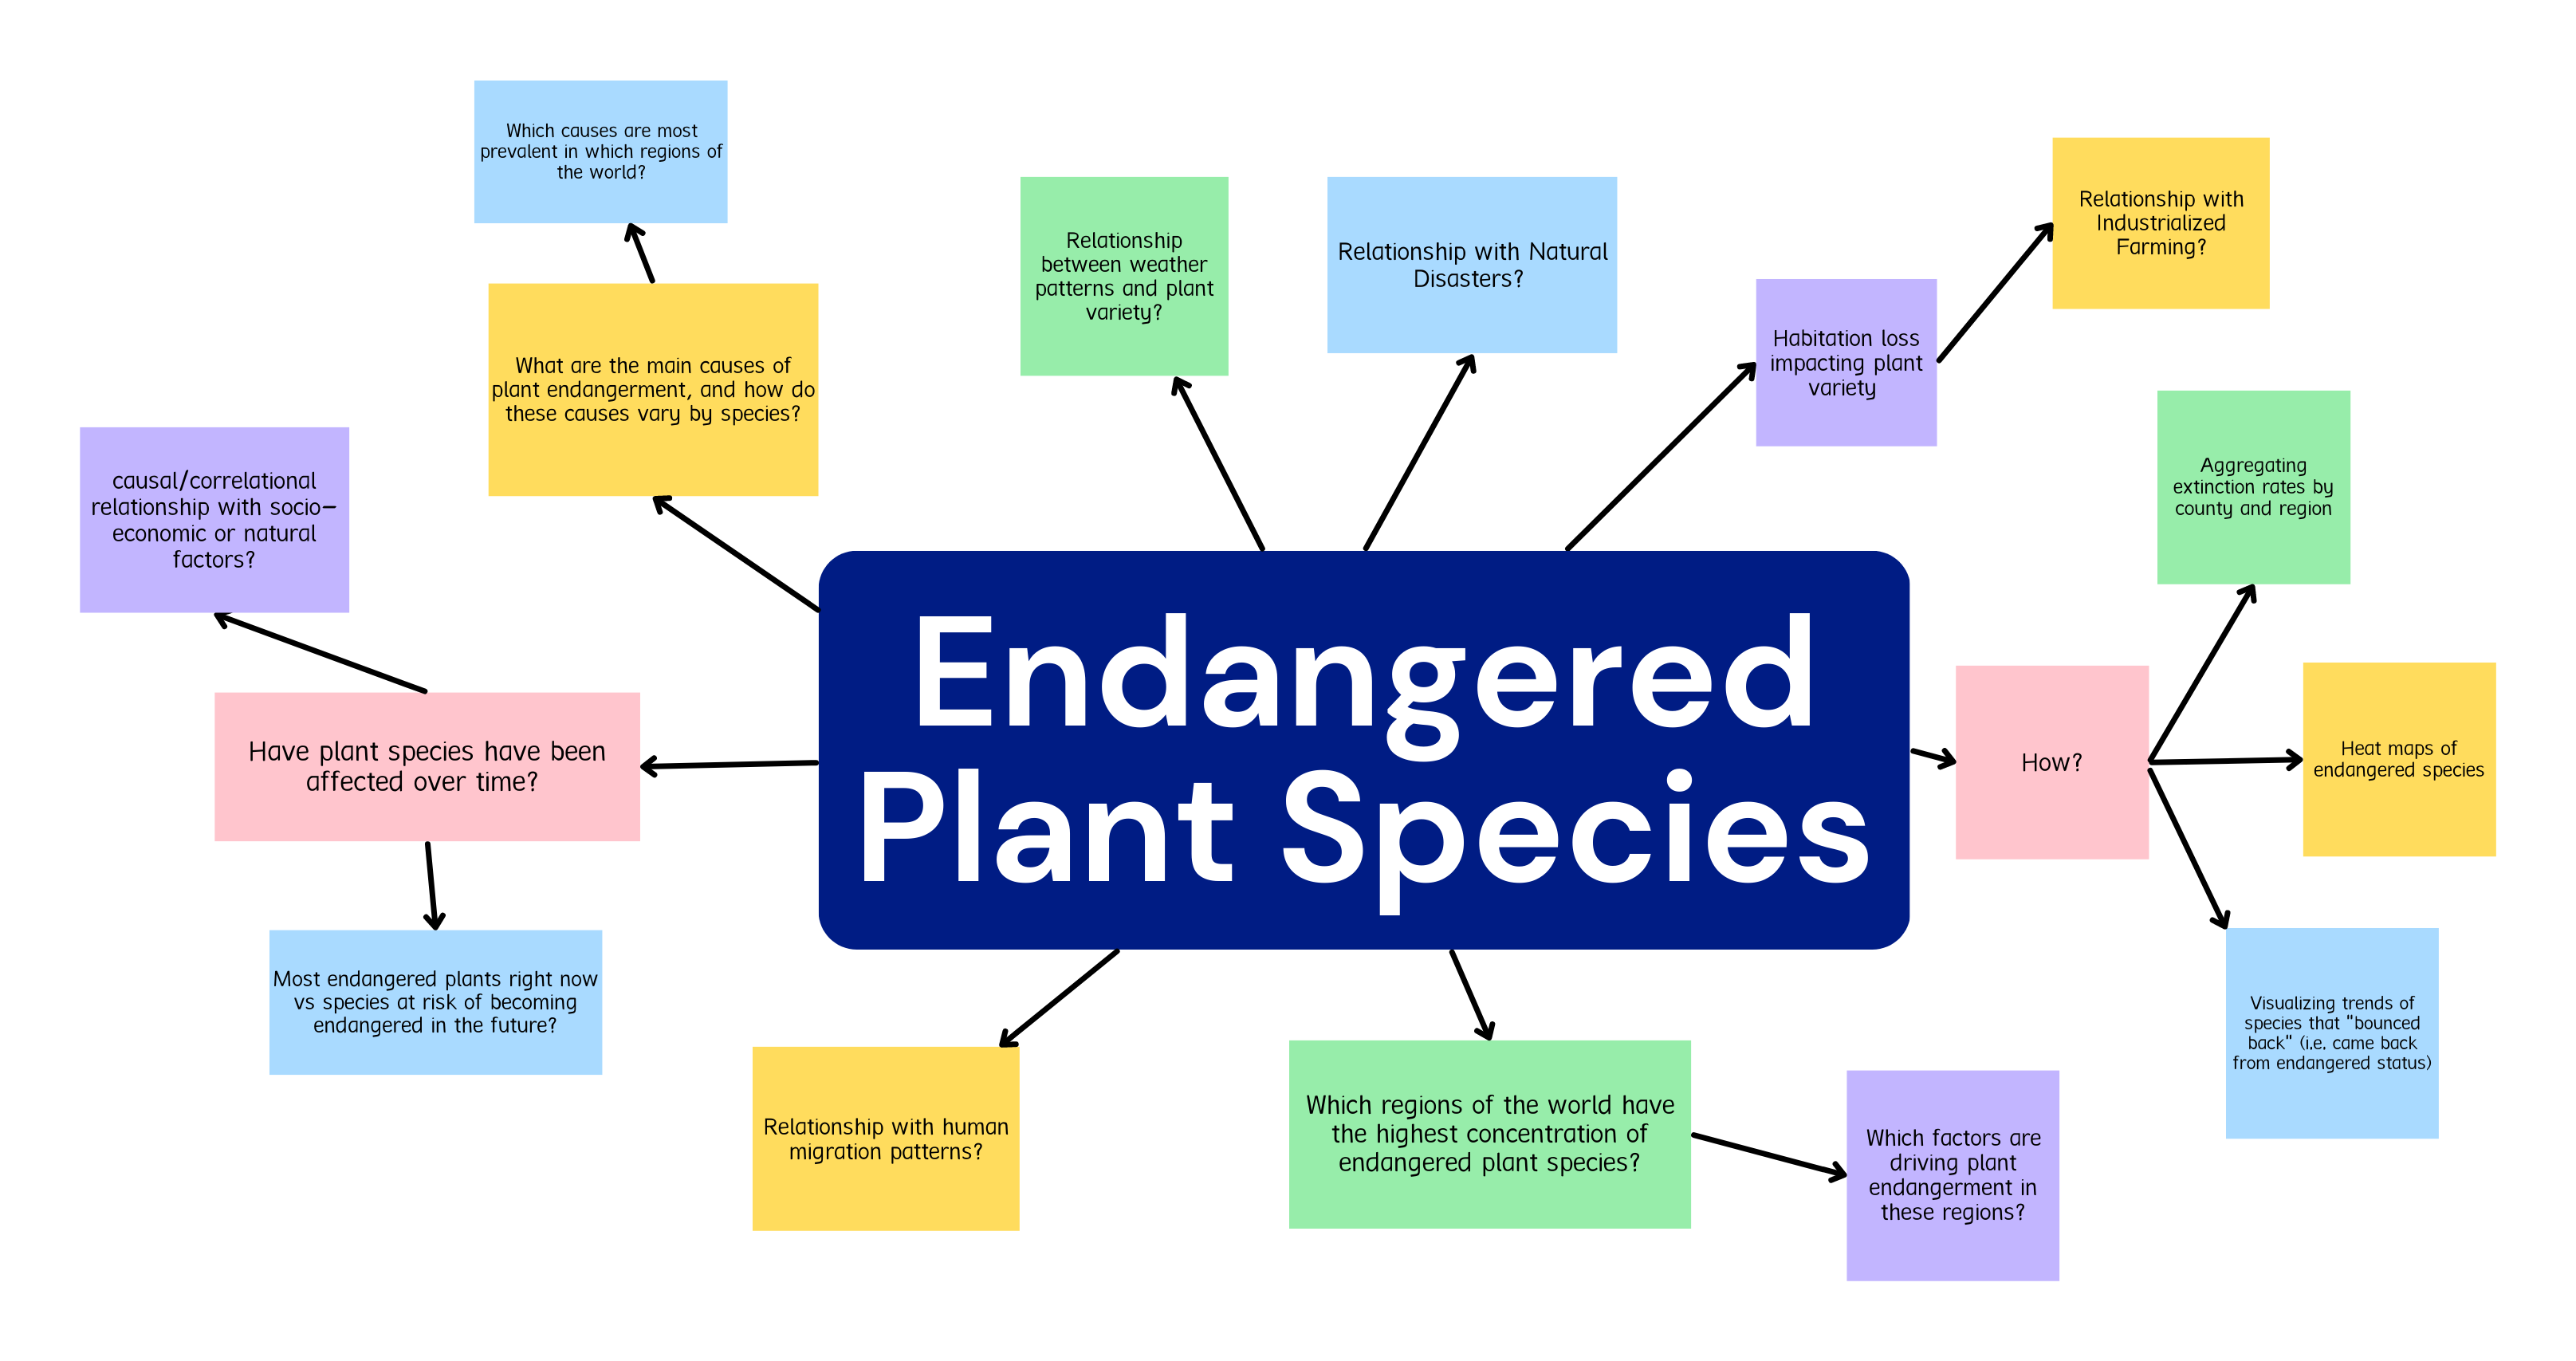 Which causes are most
prevalent in which regions of
the world?
What are the main causes of
plant endangerment, and how do
these causes vary by species?
causal/correlational
relationship with socio-
economic or natural
factors?
Have plant species have been
affected over time?
Most endangered plants right now
vs species at risk of becoming
endangered in the future?
Relationship
between weather
patterns and plant
variety?
Relationship with Natural
Disasters?
Habitation loss
impacting plant
variety
Relationship with
Industrialized
Farming?
Endangered
Plant Species
How?
Aggregating
extinction rates by
county and region
Heat maps of
endangered species
Visualizing trends of
species that "bounced
back" (i.e. came back
from endangered status)
Relationship with human
migration patterns?
Which regions of the world have
the highest concentration of
endangered plant species?
Which factors are
driving plant
endangerment in
these regions?